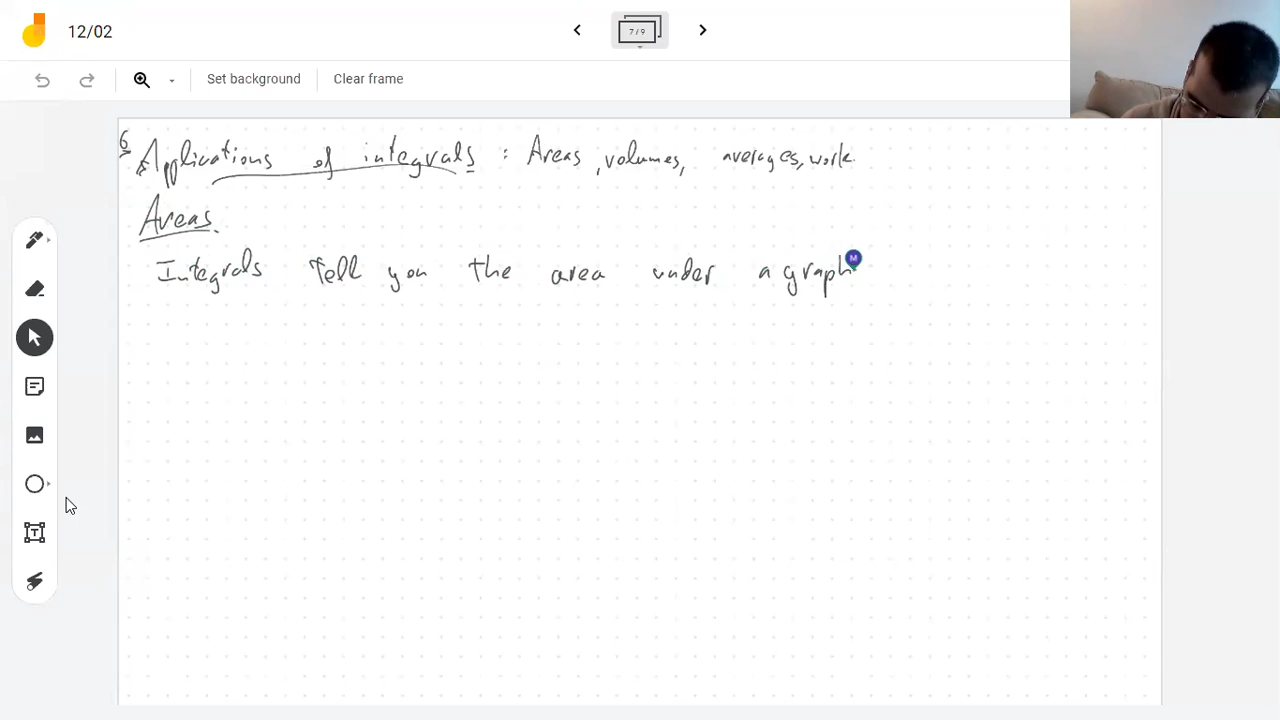 12/02
7 / 9
Set background
Clear frame
6 Applications of integrals : Areas, volumes, averages, work.
Areas.
Integrals Tell you the area under a graph
M
T